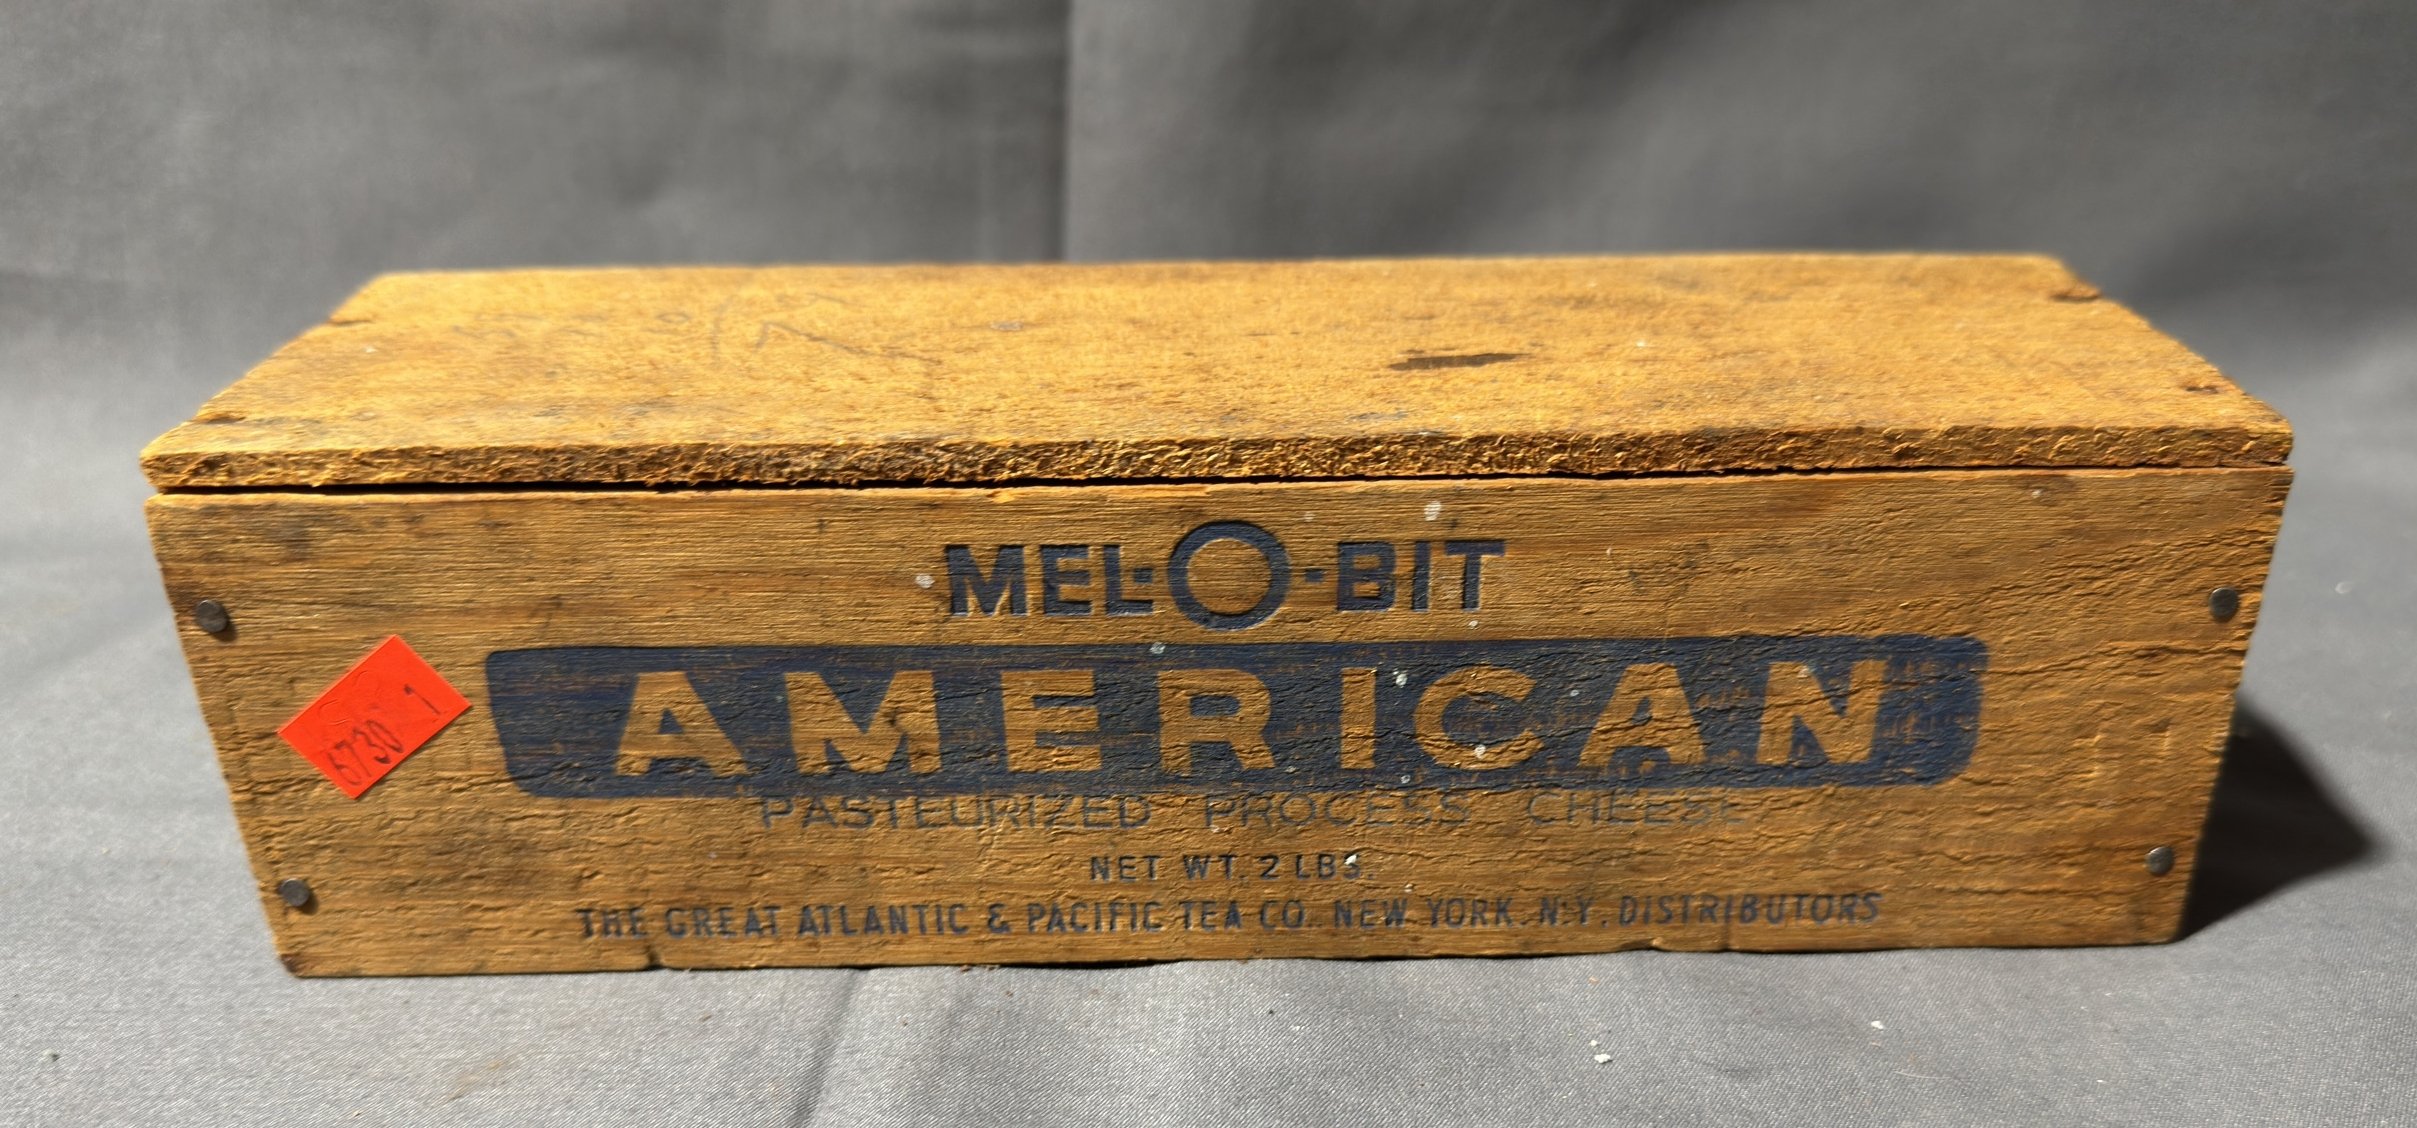 MEL-O-BIT
AMERICAN
PASTEURIZED PROCESS CHEESE
NET WT. 2 LBS.
THE GREAT ATLANTIC & PACIFIC TEA CO. NEW YORK. N.Y. DISTRIBUTORS
1
6730